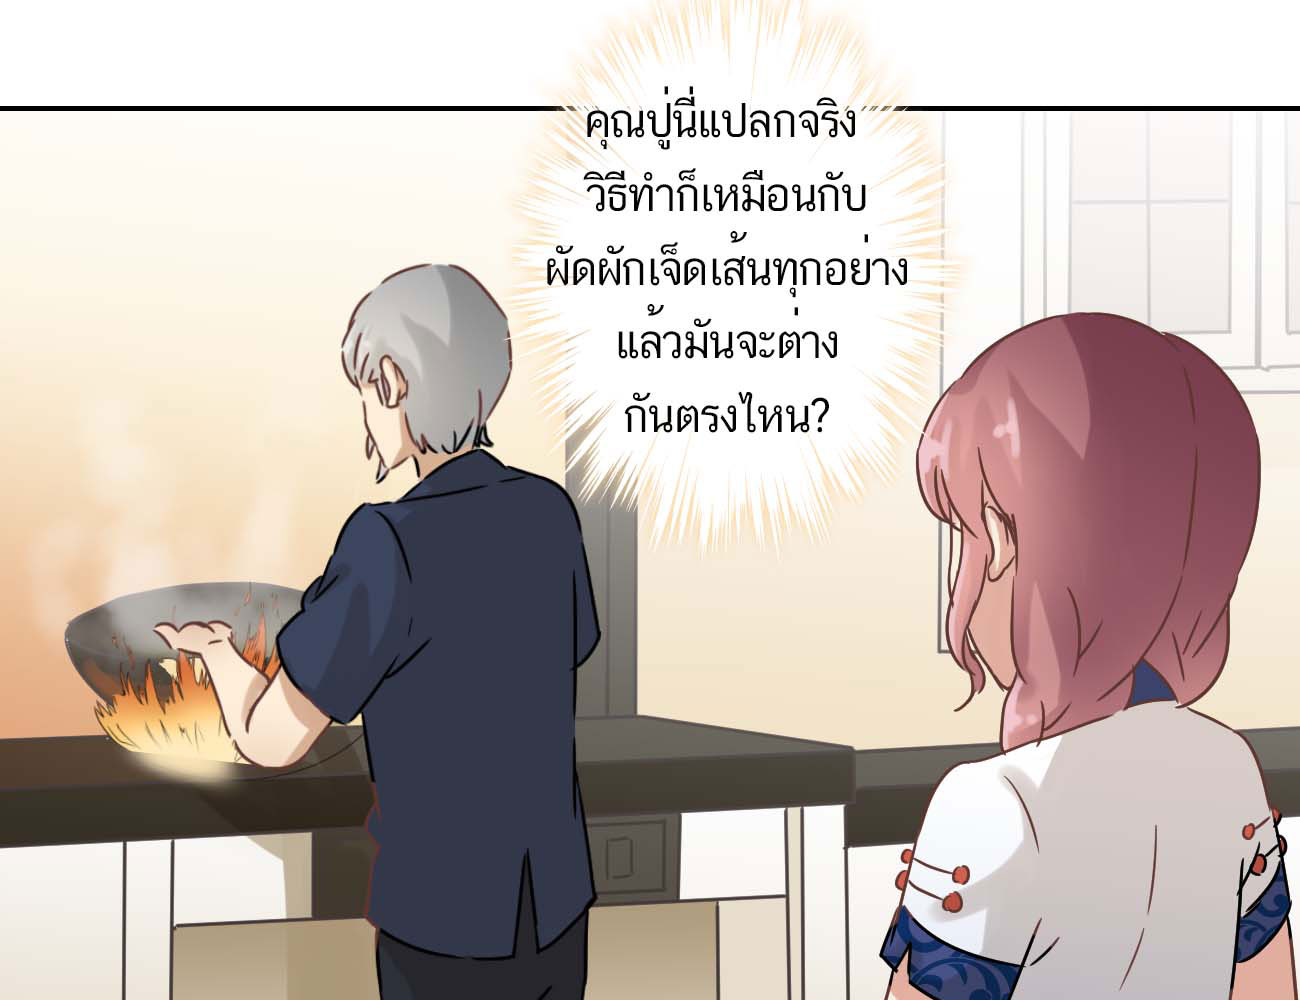 คุณปู่นี่แปลกจริง
วิธีทำก็เหมือนกับ
ผัดผักเจ็ดเส้นทุกอย่าง
แล้วมันจะต่าง
กันตรงไหน?